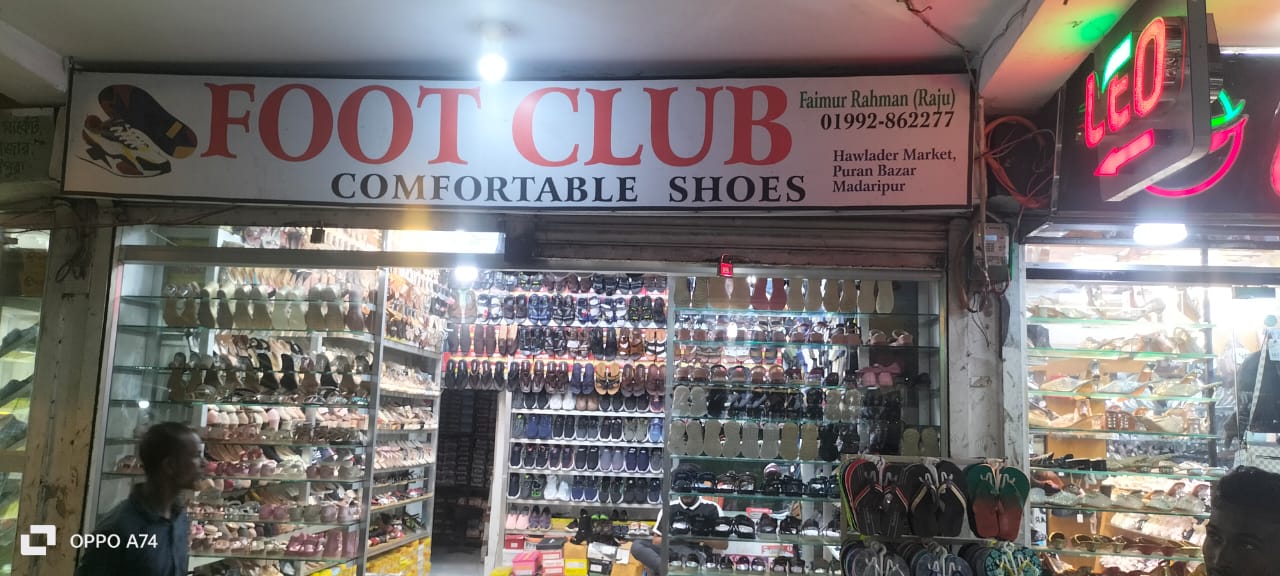 FOOT CLUB
COMFORTABLE SHOES
Faimur Rahman (Raju)
01992-862277
Hawlader Market,
Puran Bazar
Madaripur
LEO
OPPO A74